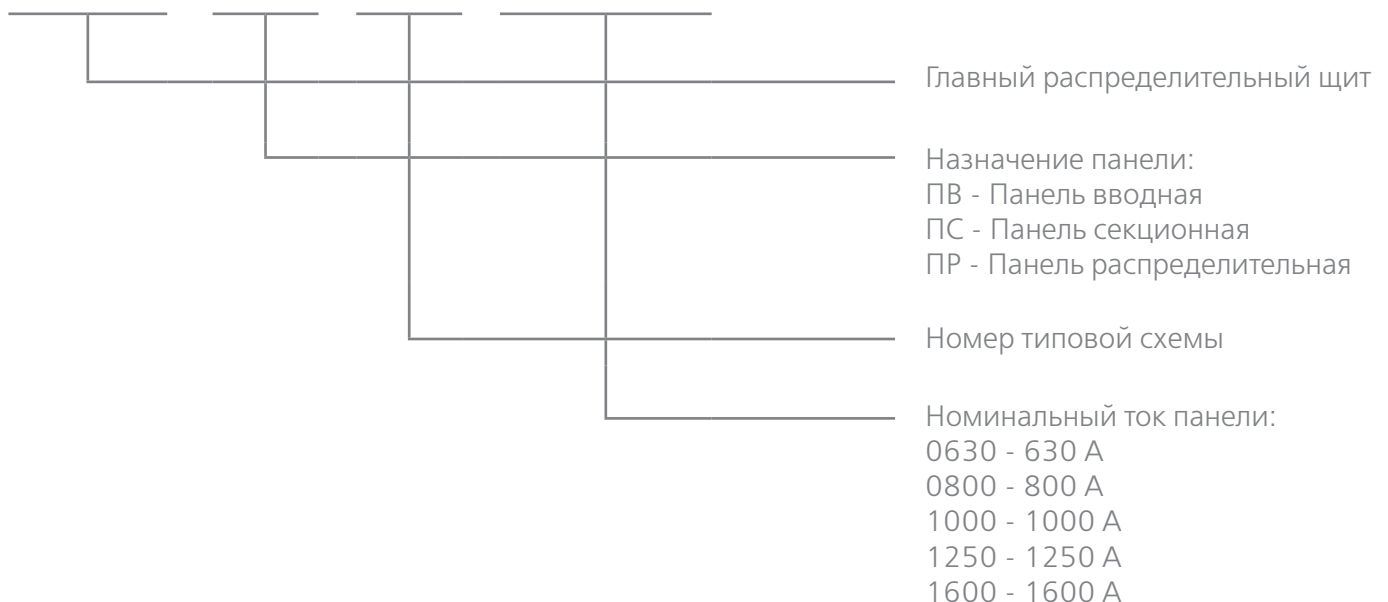 Главный распределительный щит
Назначение панели:
ПВ - Панель вводная
ПС - Панель секционная
ПР - Панель распределительная
Номер типовой схемы
Номинальный ток панели:
0630 - 630 А
0800 - 800 А
1000 - 1000 А
1250 - 1250 А
1600 - 1600 А